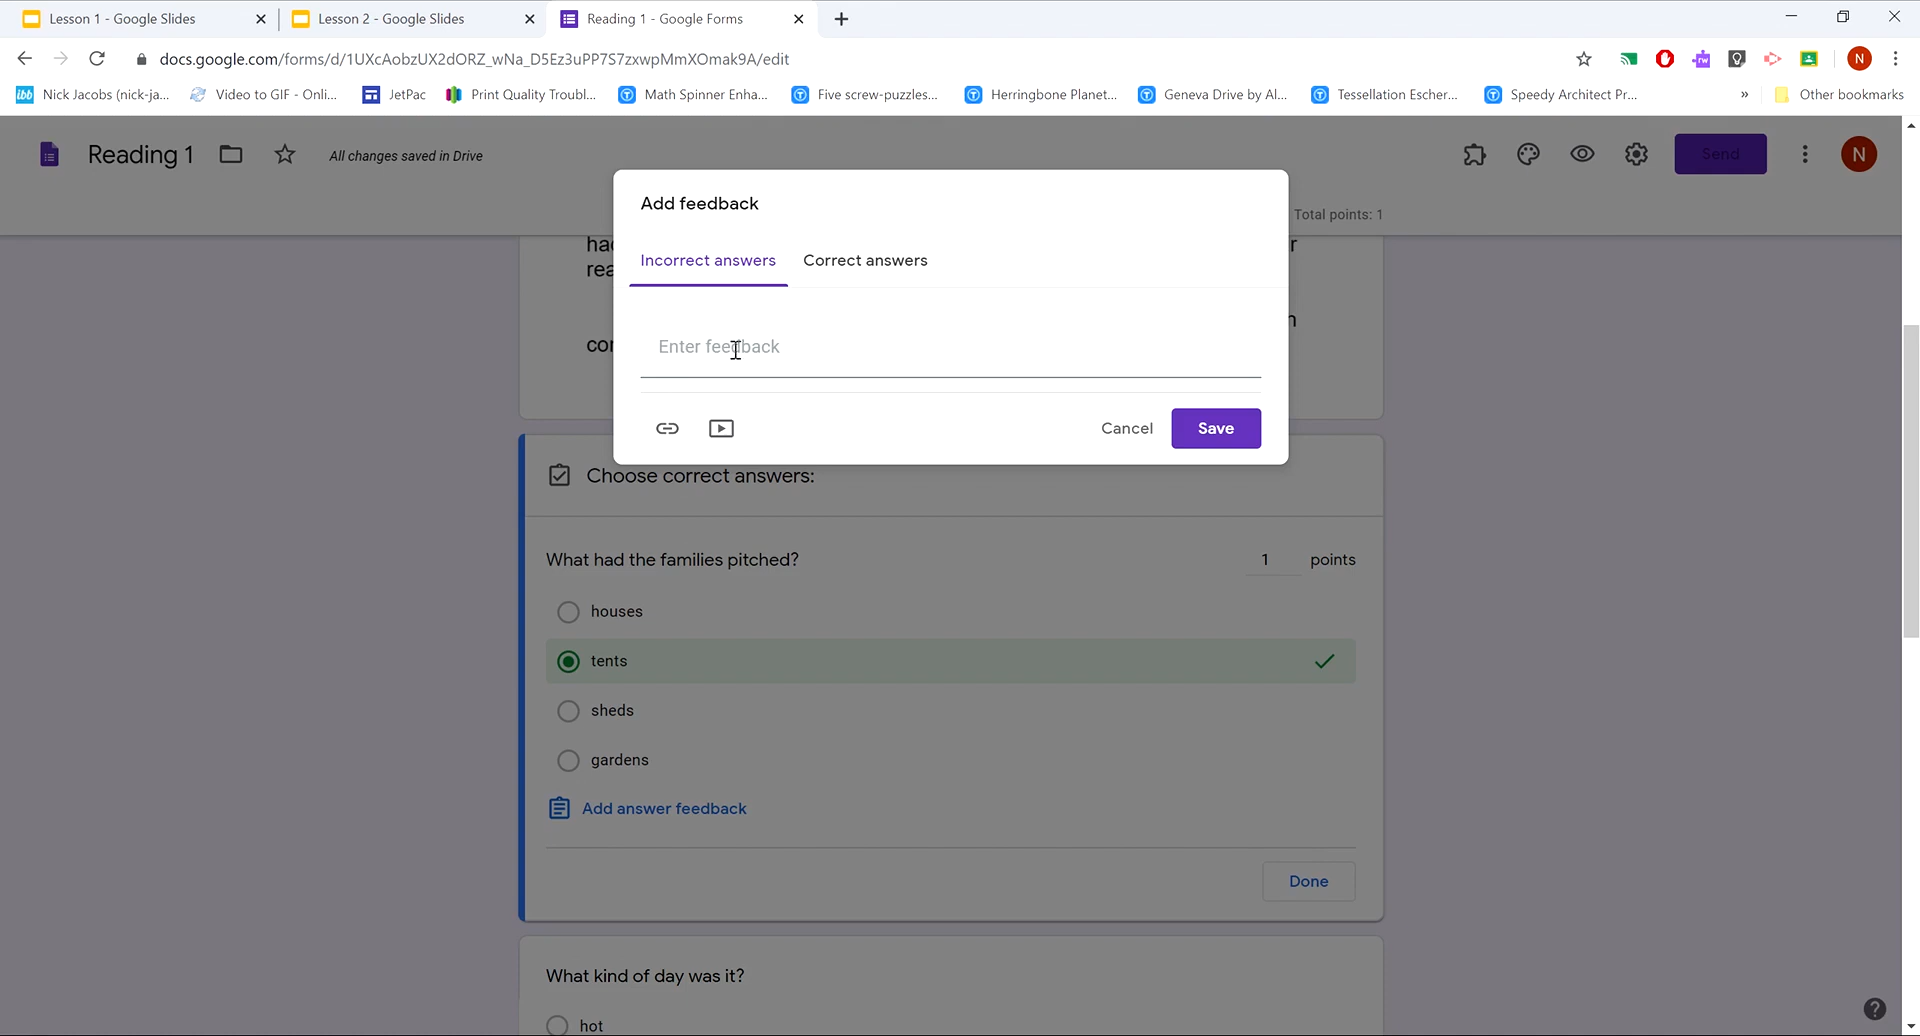 Lesson 1 - Google Slides
Lesson 2 - Google Slides
Reading 1 - Google Forms
docs.google.com/forms/d/1UXcAobzUX2dORZ_wNa_D5Ez3uPP7S7zxwpMmXOmak9A/edit
N
ibb
Nick Jacobs (nick-ja...
Video to GIF - Onli...
JetPac
Print Quality Troubl...
Math Spinner Enha...
Five screw-puzzles...
Herringbone Planet...
Geneva Drive by Al...
Tessellation Escher...
Speedy Architect Pr...
»
Other bookmarks
Reading 1
All changes saved in Drive
Send
N
Add feedback
Total points: 1
Incorrect answers
Correct answers
Enter feedback
Cancel
Save
Choose correct answers:
What had the families pitched?
1 points
houses
tents
sheds
gardens
Add answer feedback
Done
What kind of day was it?
hot